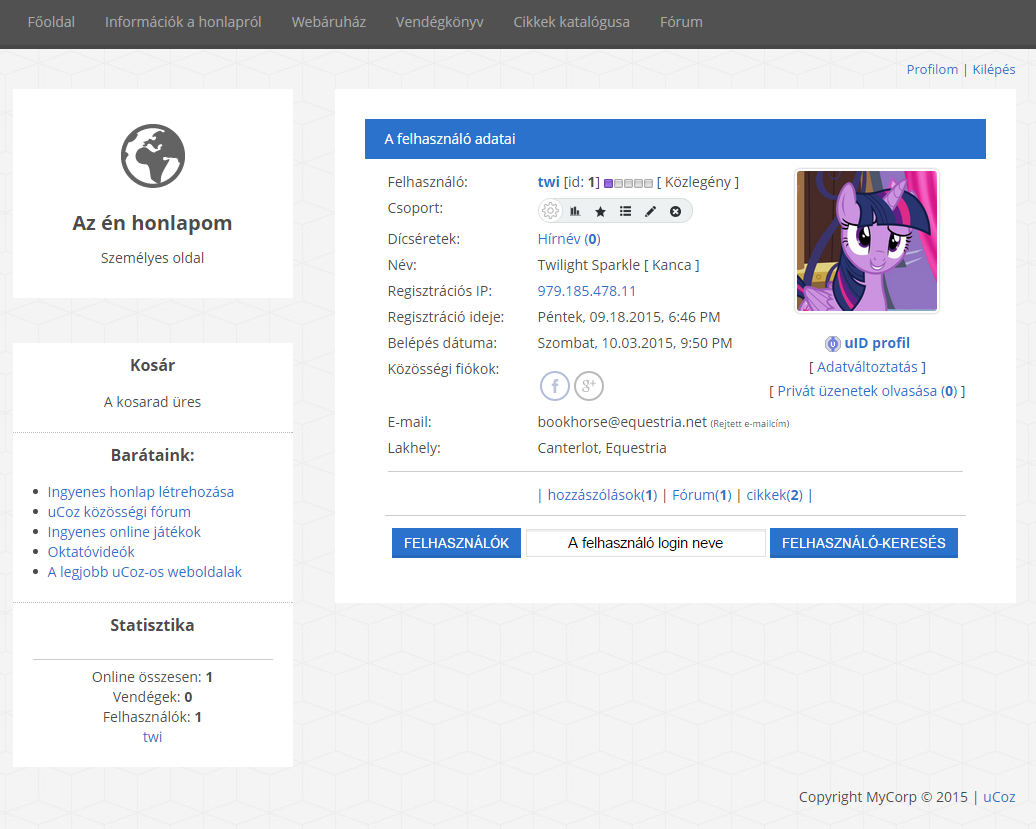 Főoldal Információk a honlapról Webáruház Vendégkönyv Cikkek katalógusa Fórum
Profilom | Kilépés
Az én honlapom
Személyes oldal
Kosár
A kosarad üres
Barátaink:
Ingyenes honlap létrehozása
uCoz közösségi fórum
Ingyenes online játékok
Oktatóvideók
A legjobb uCoz-os weboldalak
Statisztika
Online összesen: 1
Vendégek: 0
Felhasználók: 1
twi
A felhasználó adatai
Felhasználó: twi [id: 1] [ Közlegény ]
Csoport:
Dícséretek: Hírnév (0)
Név: Twilight Sparkle [ Kanca ]
Regisztrációs IP: 979.185.478.11
Regisztráció ideje: Péntek, 09.18.2015, 6:46 PM
Belépés dátuma: Szombat, 10.03.2015, 9:50 PM
Közösségi fiókok:
f g+
E-mail: bookhorse@equestria.net (Rejtett e-mailcím)
Lakhely: Canterlot, Equestria
uID profil
[ Adatváltoztatás ]
[ Privát üzenetek olvasása (0) ]
| hozzászólások(1) | Fórum(1) | cikkek(2) |
FELHASZNÁLÓK A felhasználó login neve FELHASZNÁLÓ-KERESÉS
Copyright MyCorp © 2015 | uCoz